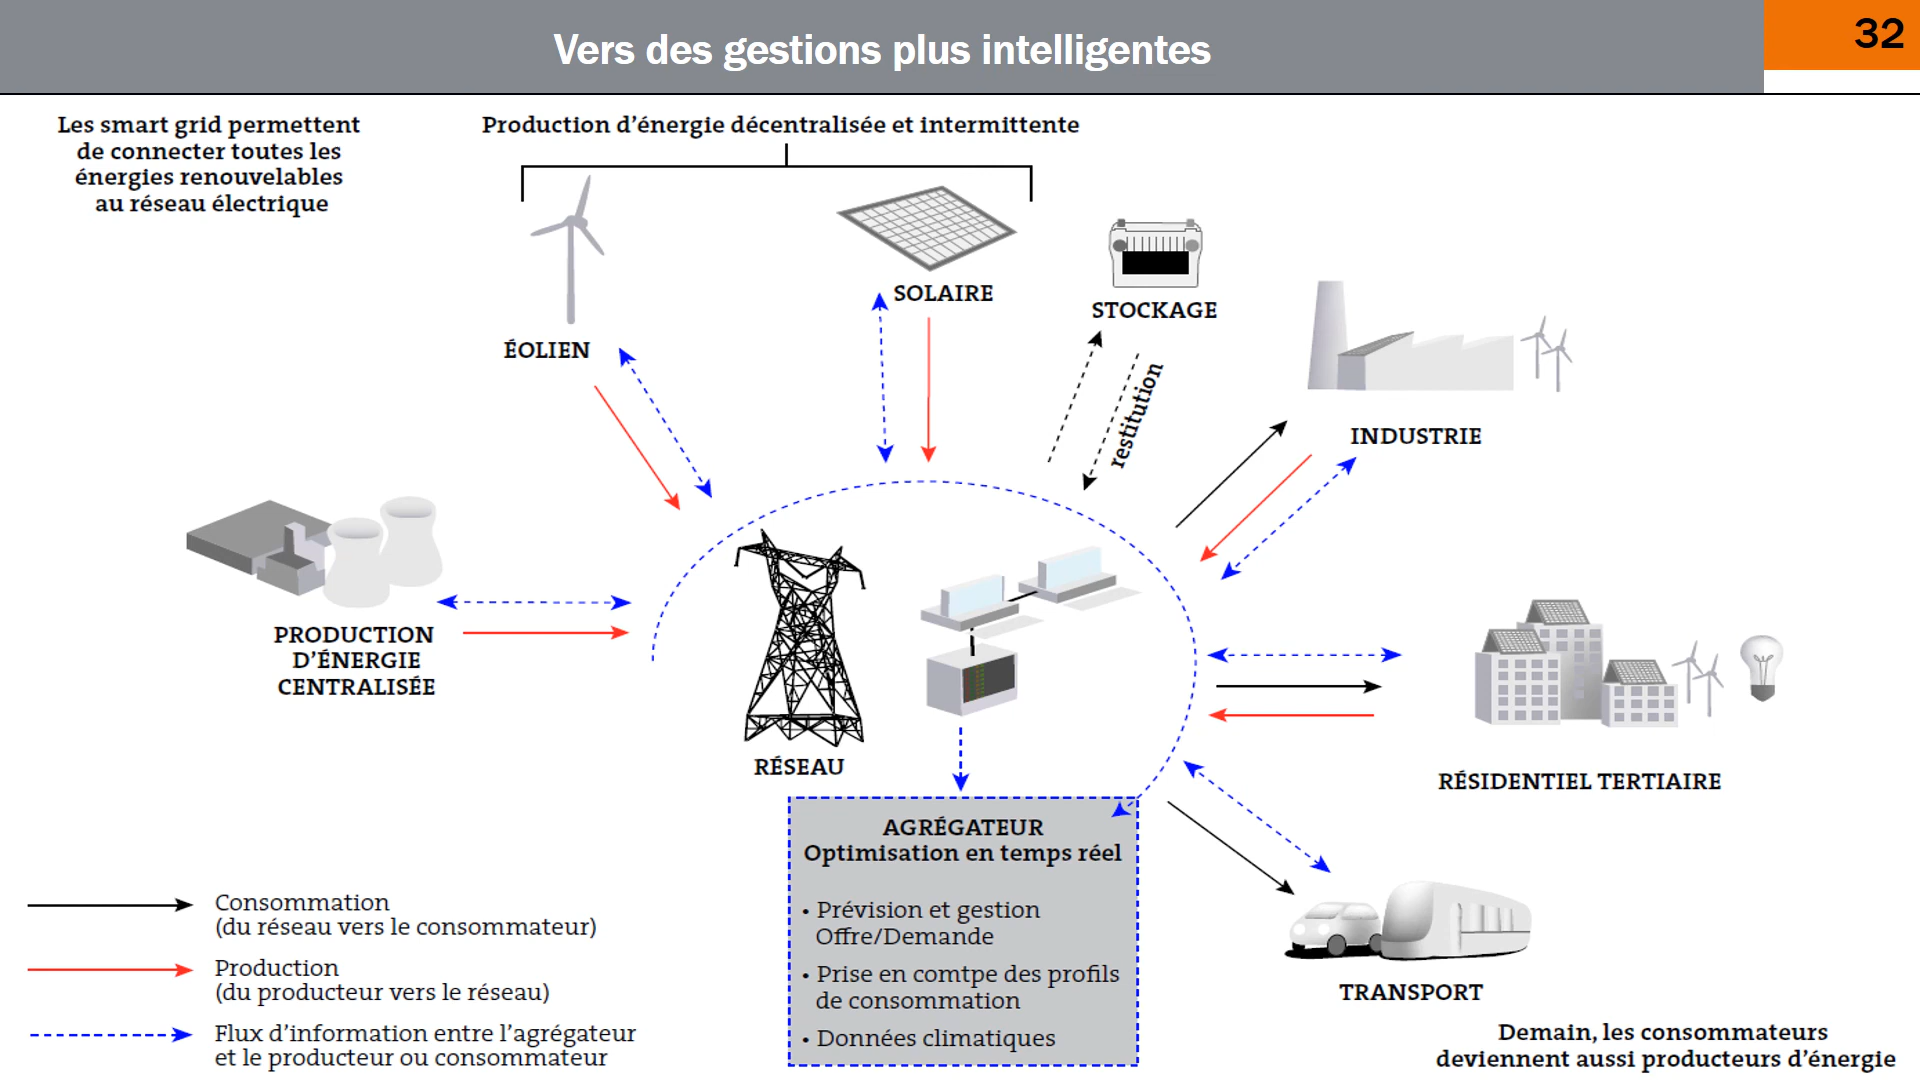 Vers des gestions plus intelligentes
32
Les smart grid permettent
de connecter toutes les
énergies renouvelables
au réseau électrique
Production d’énergie décentralisée et intermittente
ÉOLIEN
SOLAIRE
STOCKAGE
restitution
INDUSTRIE
PRODUCTION
D’ÉNERGIE
CENTRALISÉE
RÉSEAU
RÉSIDENTIEL TERTIAIRE
AGRÉGATEUR
Optimisation en temps réel
• Prévision et gestion
Offre/Demande
• Prise en comtpe des profils
de consommation
• Données climatiques
TRANSPORT
Demain, les consommateurs
deviennent aussi producteurs d’énergie
Consommation
(du réseau vers le consommateur)
Production
(du producteur vers le réseau)
Flux d’information entre l’agrégateur
et le producteur ou consommateur